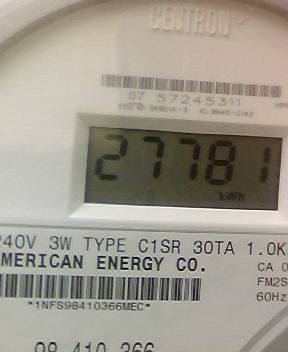 CENTRON®
07 57245311
27781
kWh
240V 3W TYPE C1SR 30TA 1.0K
AMERICAN ENERGY CO.
CA 0
FM2S
60Hz
*1NFS98410366MEC*
98 410 366